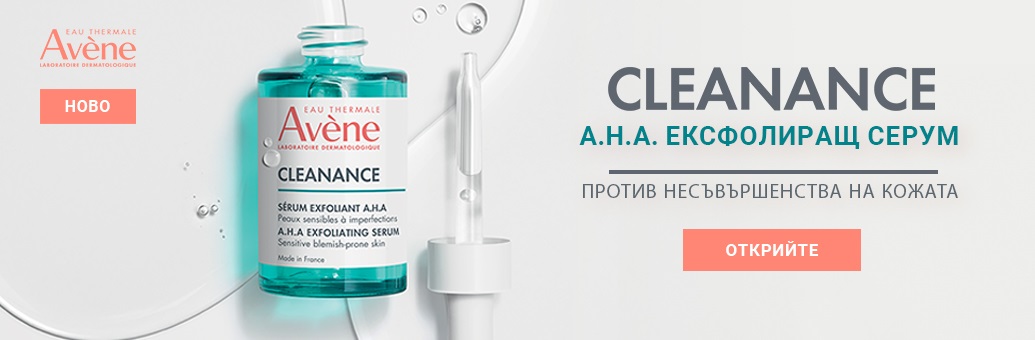 EAU THERMALE
Avène
LABORATOIRE DERMATOLOGIQUE
НОВО
EAU THERMALE
Avène
LABORATOIRE DERMATOLOGIQUE
CLEANANCE
SÉRUM EXFOLIANT A.H.A
Peaux sensibles à imperfections
A.H.A EXFOLIATING SERUM
Sensitive blemish-prone skin
Made in France
CLEANANCE
A.H.A. ЕКСФОЛИРАЩ СЕРУМ
ПРОТИВ НЕСЪВЪРШЕНСТВА НА КОЖАТА
ОТКРИЙТЕ